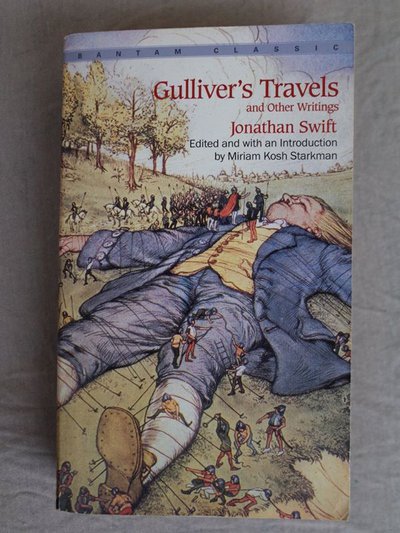 BANTAM CLASSIC
Gulliver's Travels
and Other Writings
Jonathan Swift
Edited and with an Introduction
by Miriam Kosh Starkman